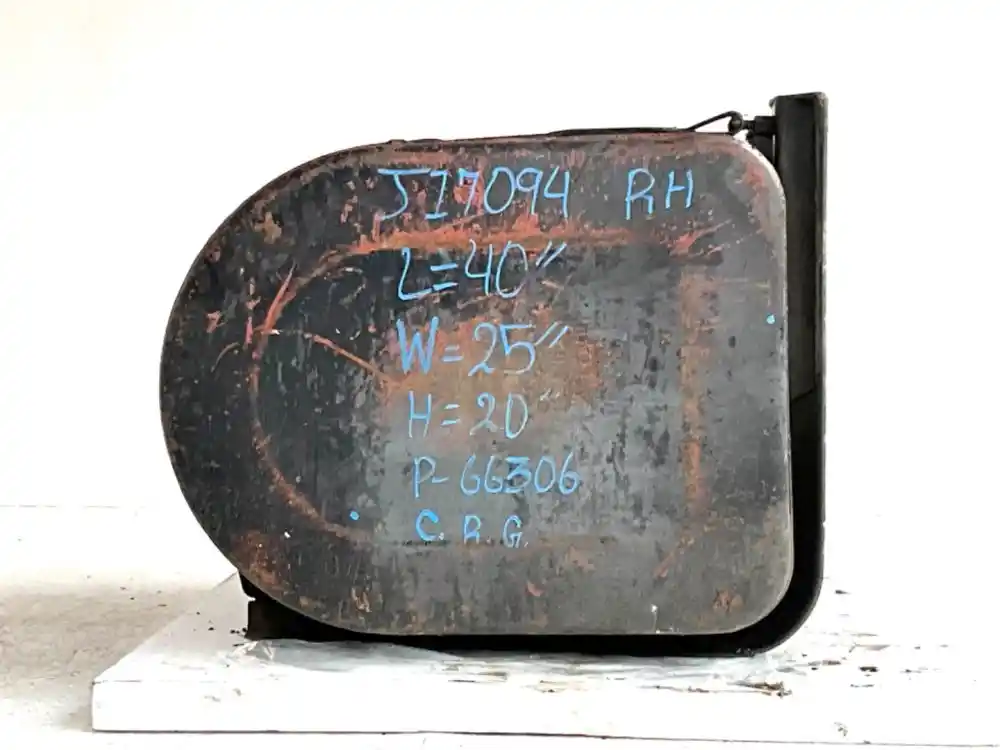 J17094 RH
L=40"
W=25"
H=20"
P-66306
C.R.G.